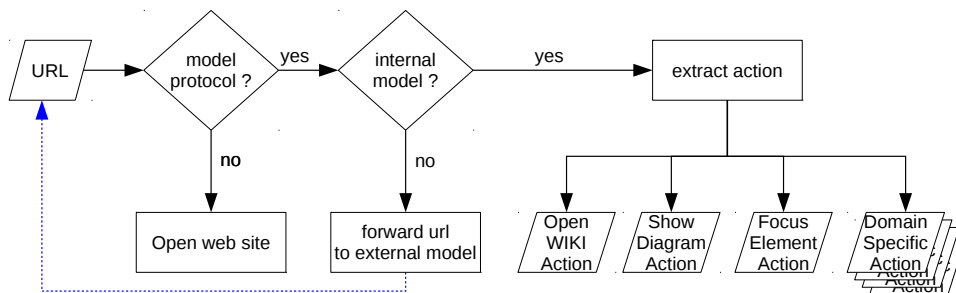 URL
model
protocol ?
yes
internal
model ?
yes
extract action
no
no
Open web site
forward url
to external model
Open
WIKI
Action
Show
Diagram
Action
Focus
Element
Action
Domain
Specific
Action
Action